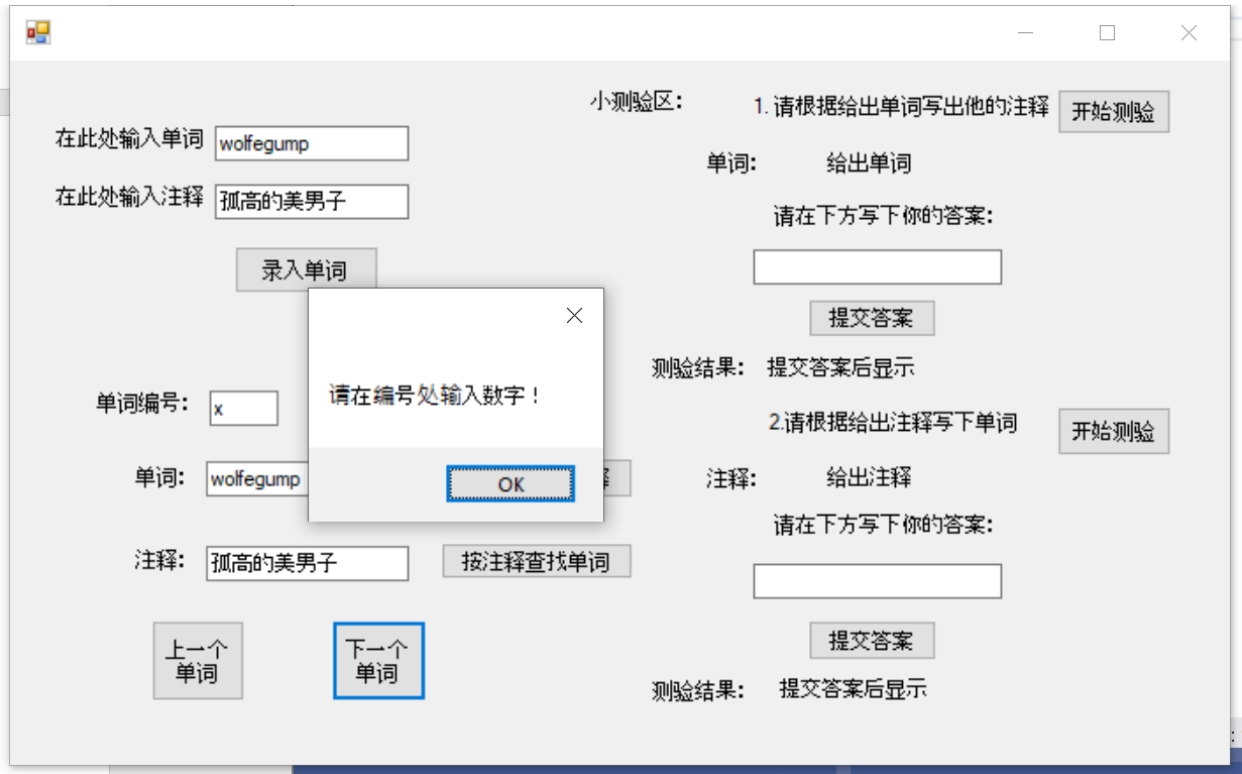 小测验区：
1. 请根据给出单词写出他的注释
开始测验
在此处输入单词
wolfegump
单词：
给出单词
在此处输入注释
孤高的美男子
请在下方写下你的答案：
录入单词
提交答案
请在编号处输入数字！
OK
测验结果：
提交答案后显示
单词编号：
x
2.请根据给出注释写下单词
开始测验
单词：
wolfegump
注释：
给出注释
请在下方写下你的答案：
注释：
孤高的美男子
按注释查找单词
上一个
单词
下一个
单词
提交答案
测验结果：
提交答案后显示